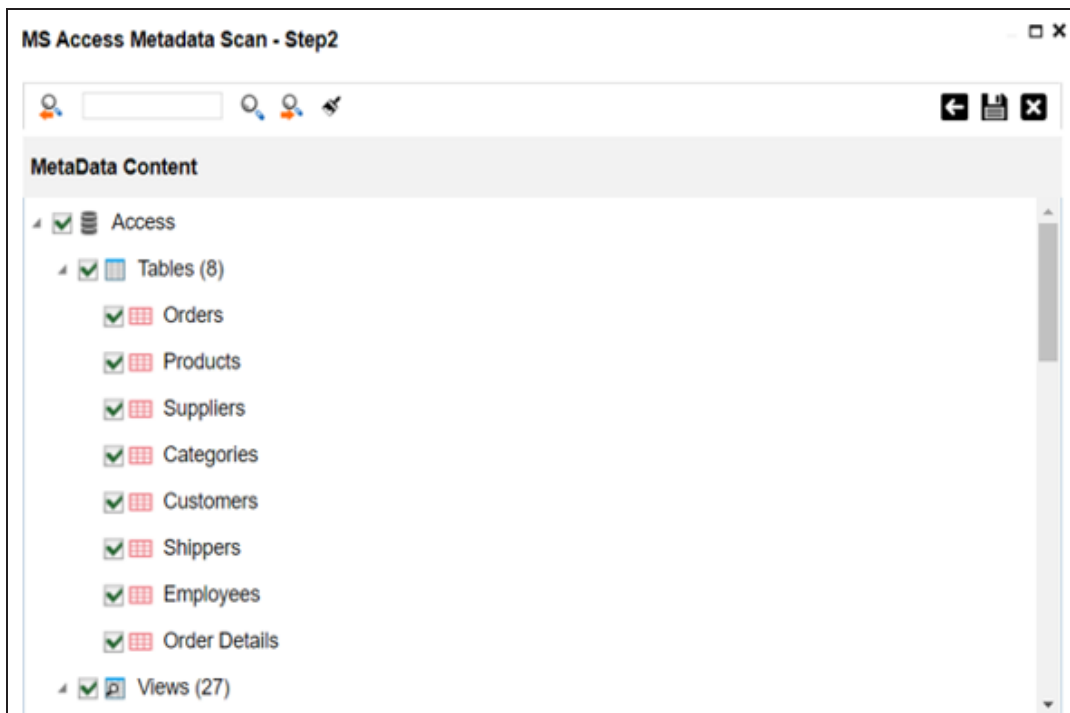 MS Access Metadata Scan - Step2
MetaData Content
Access
Tables (8)
Orders
Products
Suppliers
Categories
Customers
Shippers
Employees
Order Details
Views (27)